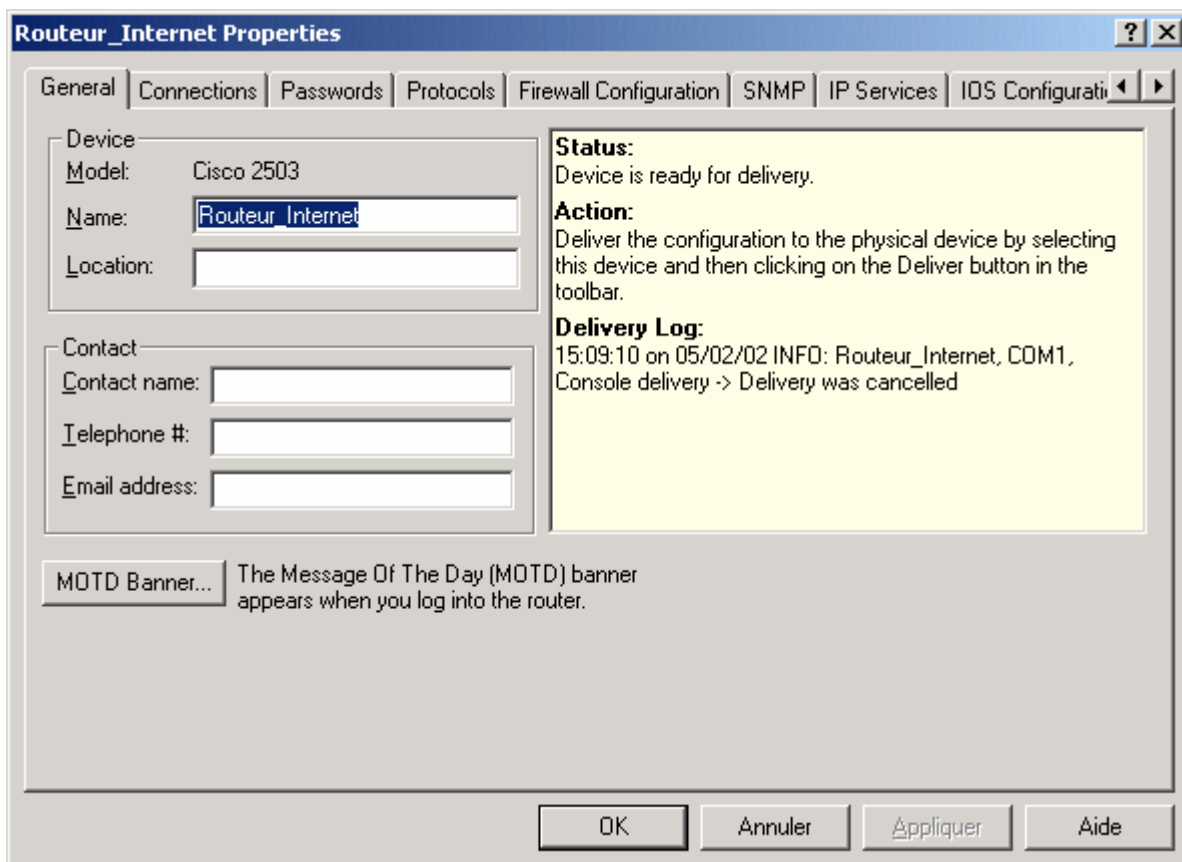 Routeur_Internet Properties
General
Connections
Passwords
Protocols
Firewall Configuration
SNMP
IP Services
IOS Configurati
Device
Model: Cisco 2503
Name: Routeur_Internet
Location:
Contact
Contact name:
Telephone #:
Email address:
Status:
Device is ready for delivery.
Action:
Deliver the configuration to the physical device by selecting
this device and then clicking on the Deliver button in the
toolbar.
Delivery Log:
15:09:10 on 05/02/02 INFO: Routeur_Internet, COM1,
Console delivery -> Delivery was cancelled
MOTD Banner...
The Message Of The Day (MOTD) banner
appears when you log into the router.
OK
Annuler
Appliquer
Aide